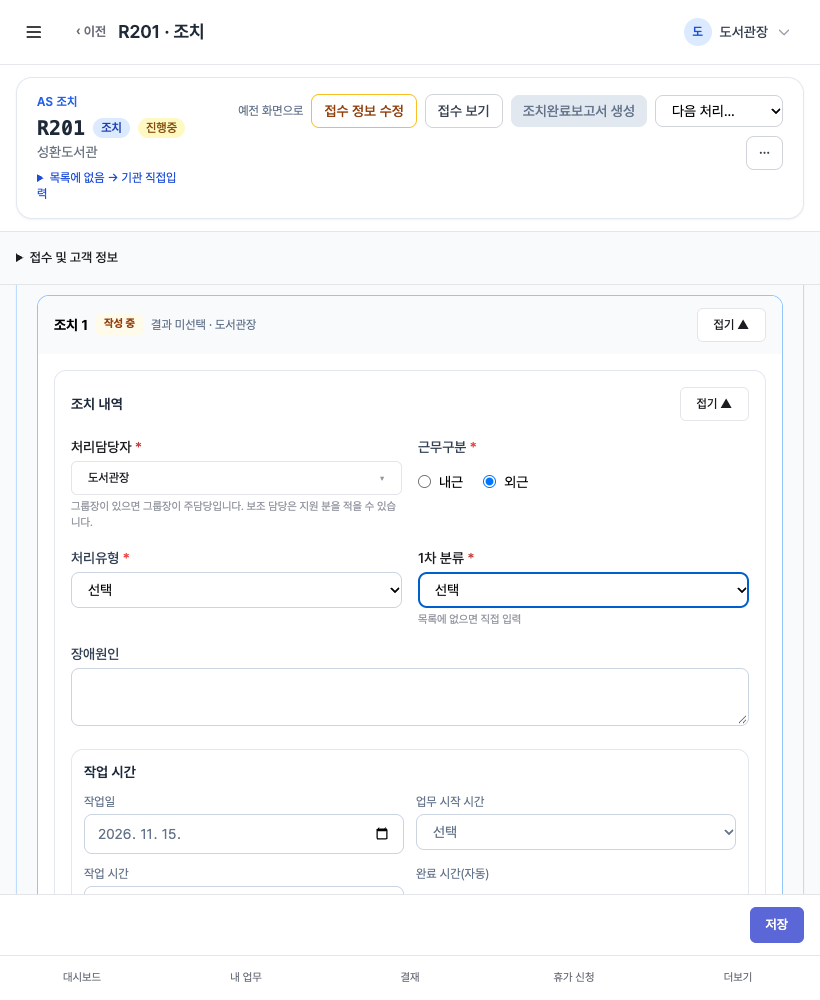 ‹ 이전 R201 · 조치
도 도서관장
AS 조치
R201 조치 진행중
성환도서관
▶ 목록에 없음 → 기관 직접입
력
예전 화면으로 접수 정보 수정 접수 보기 조치완료보고서 생성 다음 처리...
...
▶ 접수 및 고객 정보
조치 1 작성 중 결과 미선택 · 도서관장 접기 ▲
조치 내역 접기 ▲
처리담당자 * 근무구분 *
도서관장 내근 외근
그룹장이 있으면 그룹장이 주담당입니다. 보조 담당은 지원 분을 적을 수 있습
니다.
처리유형 * 1차 분류 *
선택 선택
목록에 없으면 직접 입력
장애원인
작업 시간
작업일 업무 시작 시간
2026. 11. 15. 선택
작업 시간 완료 시간(자동)
저장
대시보드 내 업무 결재 휴가 신청 더보기